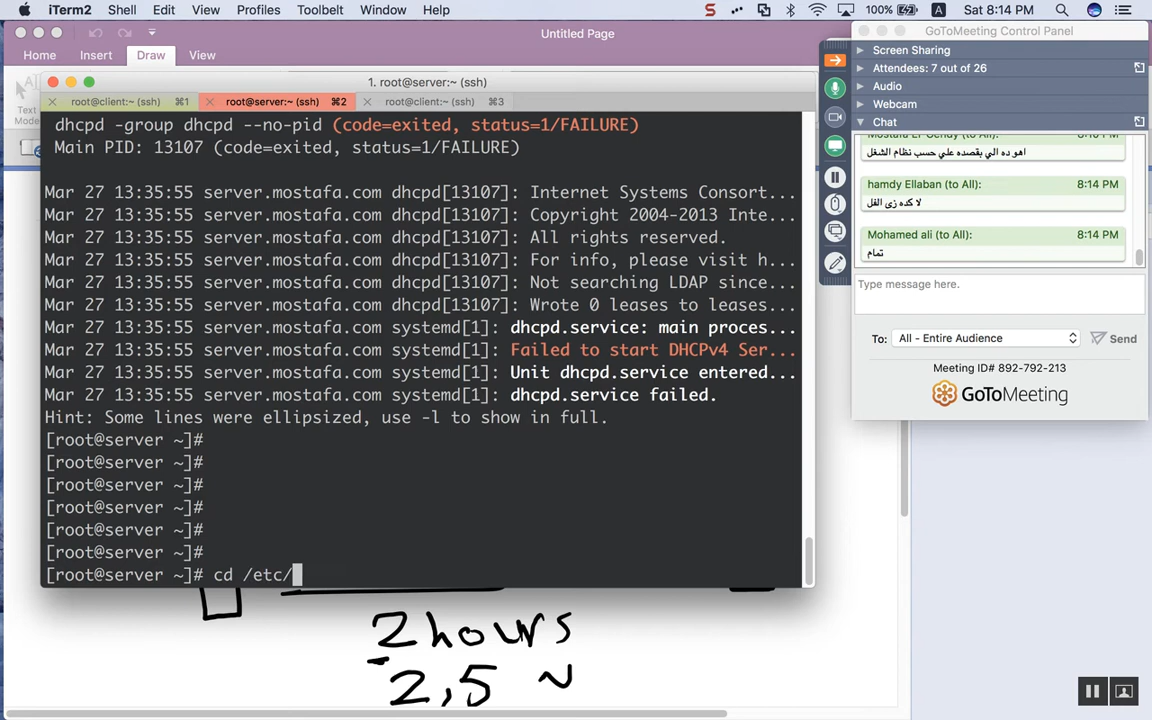 iTerm2 Shell Edit View Profiles Toolbelt Window Help 100% A Sat 8:14 PM
Untitled Page
Home Insert Draw View
1. root@server:~ (ssh)
root@client:~ (ssh) ⌘1 root@server:~ (ssh) ⌘2 root@client:~ (ssh) ⌘3
dhcpd -group dhcpd --no-pid (code=exited, status=1/FAILURE)
Main PID: 13107 (code=exited, status=1/FAILURE)
Mar 27 13:35:55 server.mostafa.com dhcpd[13107]: Internet Systems Consort...
Mar 27 13:35:55 server.mostafa.com dhcpd[13107]: Copyright 2004-2013 Inte...
Mar 27 13:35:55 server.mostafa.com dhcpd[13107]: All rights reserved.
Mar 27 13:35:55 server.mostafa.com dhcpd[13107]: For info, please visit h...
Mar 27 13:35:55 server.mostafa.com dhcpd[13107]: Not searching LDAP since...
Mar 27 13:35:55 server.mostafa.com dhcpd[13107]: Wrote 0 leases to leases...
Mar 27 13:35:55 server.mostafa.com systemd[1]: dhcpd.service: main proces...
Mar 27 13:35:55 server.mostafa.com systemd[1]: Failed to start DHCPv4 Ser...
Mar 27 13:35:55 server.mostafa.com systemd[1]: Unit dhcpd.service entered...
Mar 27 13:35:55 server.mostafa.com systemd[1]: dhcpd.service failed.
Hint: Some lines were ellipsized, use -l to show in full.
[root@server ~]#
[root@server ~]#
[root@server ~]#
[root@server ~]#
[root@server ~]#
[root@server ~]#
[root@server ~]# cd /etc/
2 hours
2,5 ~
GoToMeeting Control Panel
Screen Sharing
Attendees: 7 out of 26
Audio
Webcam
Chat
اهو ده الي بقصده علي حسب نظام الشغل
hamdy Ellaban (to All): 8:14 PM
لا كده زى الفل
Mohamed ali (to All): 8:14 PM
تمام
Type message here.
To: All - Entire Audience Send
Meeting ID# 892-792-213
GoToMeeting